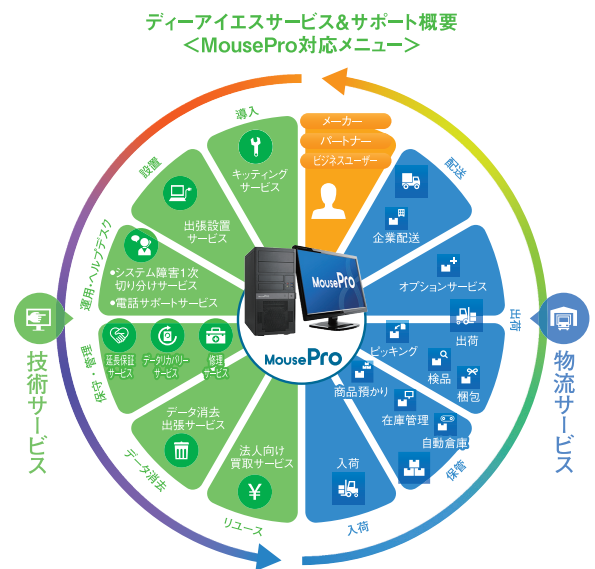 ディーアイエスサービス&サポート概要
＜MousePro対応メニュー＞
メーカー
パートナー
ビジネスユーザー
導入
キッティング
サービス
設置
出張設置
サービス
運用・ヘルプデスク
•システム障害1次
切り分けサービス
•電話サポートサービス
保守・管理
延長保証
サービス
データリカバリー
サービス
修理
サービス
データ消去
データ消去
出張サービス
リユース
法人向け
買取サービス
¥
技術サービス
配送
企業配送
オプションサービス
出荷
出荷
ピッキング
検品
梱包
商品預かり
在庫管理
自動倉庫
保管
入荷
入荷
物流サービス
MousePro
MousePro
MousePro